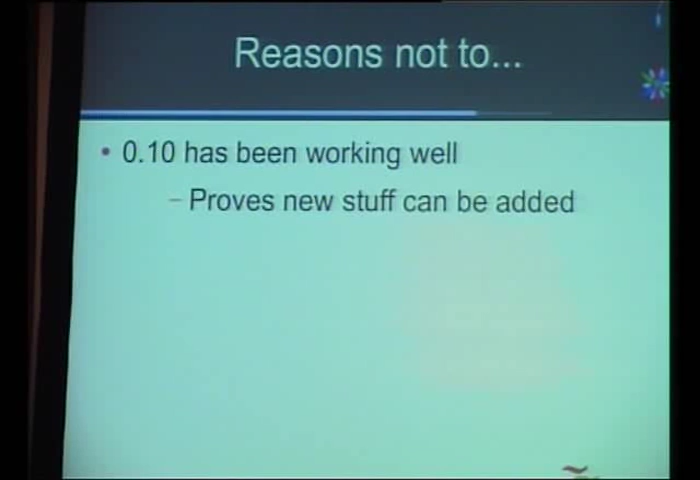 Reasons not to...
• 0.10 has been working well
– Proves new stuff can be added